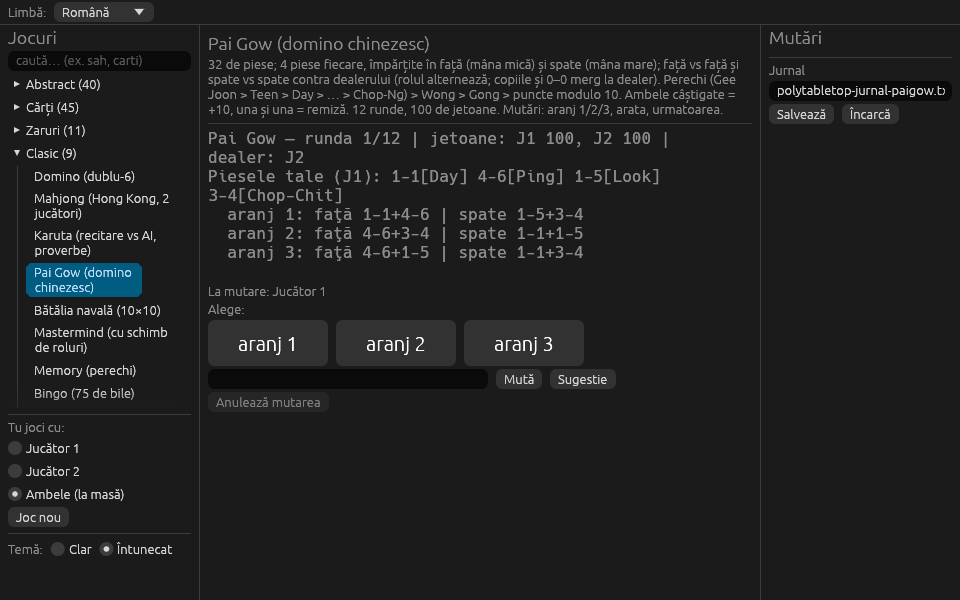 Limbă: Română
Jocuri
caută... (ex. sah, carti)
Abstract (40)
Cărți (45)
Zaruri (11)
Clasic (9)
Domino (dublu-6)
Mahjong (Hong Kong, 2
jucători)
Karuta (recitare vs AI,
proverbe)
Pai Gow (domino
chinezesc)
Bătălia navală (10×10)
Mastermind (cu schimb
de roluri)
Memory (perechi)
Bingo (75 de bile)
Tu joci cu:
Jucător 1
Jucător 2
Ambele (la masă)
Joc nou
Temă: Clar Întunecat
Pai Gow (domino chinezesc)
32 de piese; 4 piese fiecare, împărțite în față (mâna mică) și spate (mâna mare); față vs față și
spate vs spate contra dealerului (rolul alternează; copiile și 0–0 merg la dealer). Perechi (Gee
Joon > Teen > Day > … > Chop-Ng) > Wong > Gong > puncte modulo 10. Ambele câștigate =
+10, una și una = remiză. 12 runde, 100 de jetoane. Mutări: aranj 1/2/3, arata, urmatoarea.
Pai Gow — runda 1/12 | jetoane: J1 100, J2 100 |
dealer: J2
Piesele tale (J1): 1-1[Day] 4-6[Ping] 1-5[Look]
3-4[Chop-Chit]
aranj 1: faţă 1-1+4-6 | spate 1-5+3-4
aranj 2: faţă 4-6+3-4 | spate 1-1+1-5
aranj 3: faţă 4-6+1-5 | spate 1-1+3-4
La mutare: Jucător 1
Alege:
aranj 1 aranj 2 aranj 3
Mută Sugestie
Anulează mutarea
Mutări
Jurnal
polytabletop-jurnal-paigow.tx
Salvează Încarcă